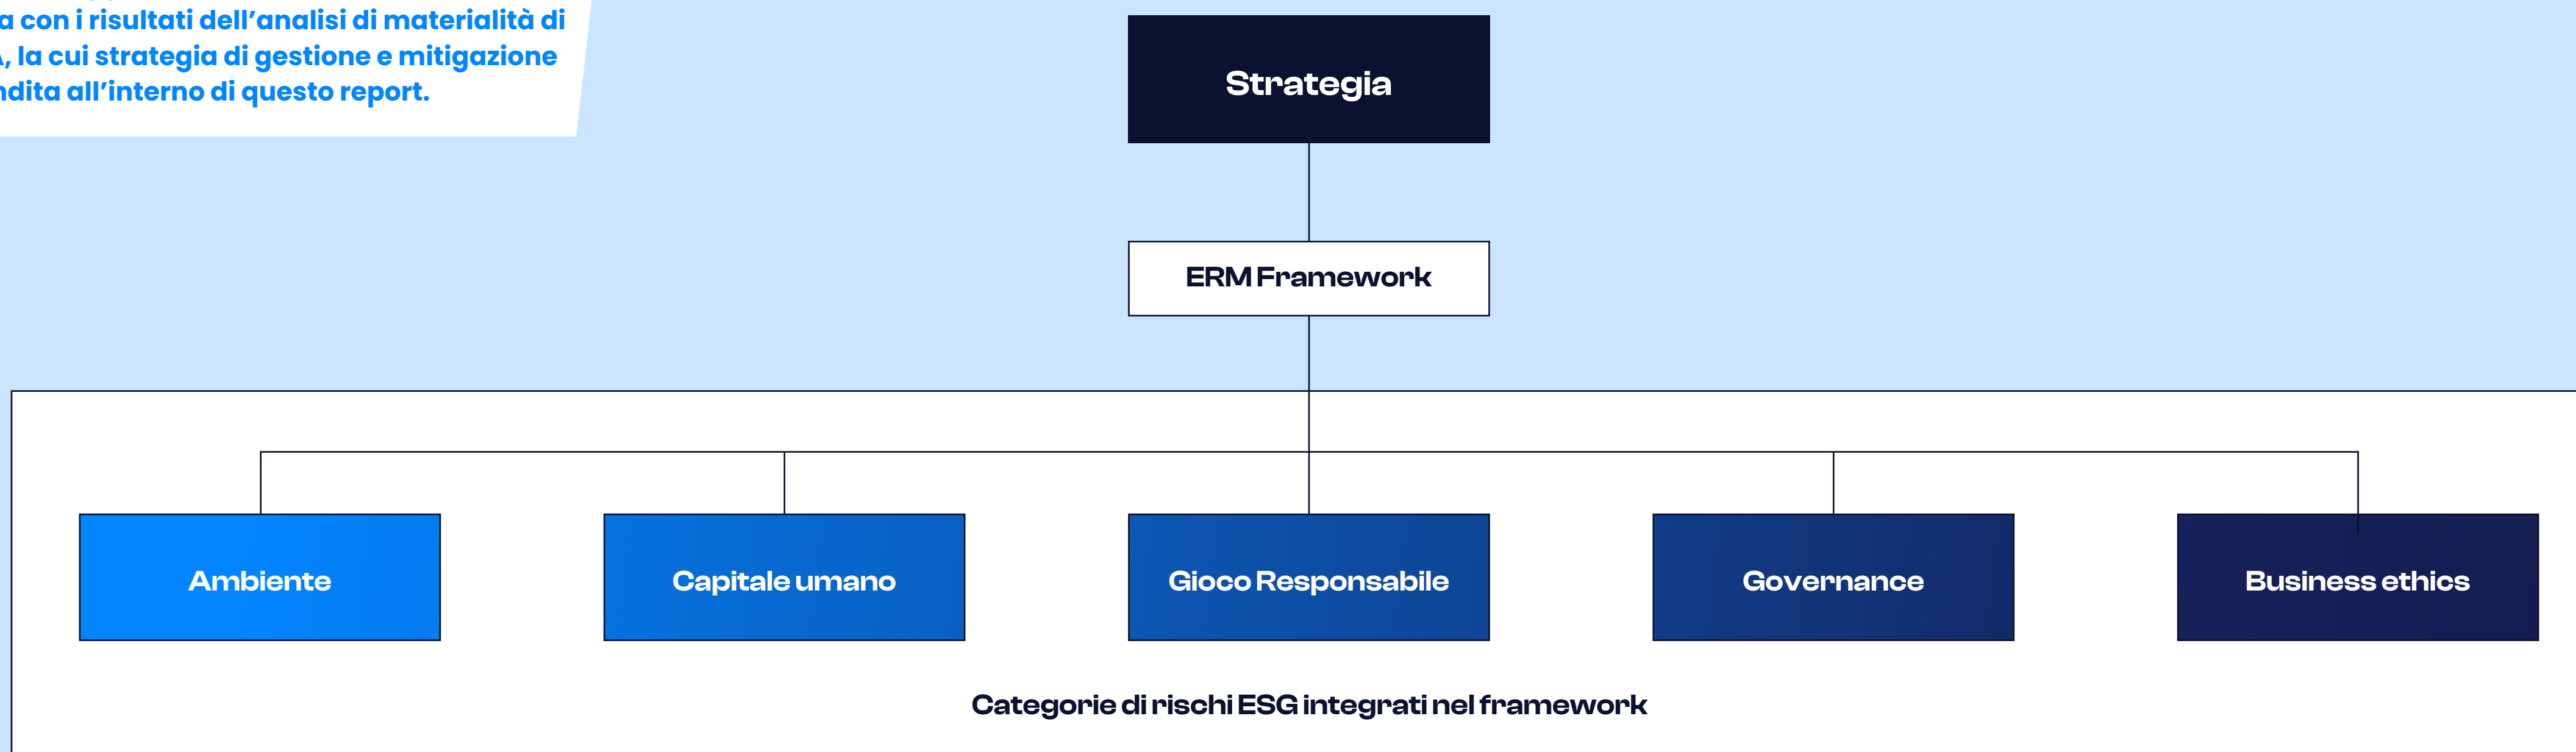 a con i risultati dell’analisi di materialità di
, la cui strategia di gestione e mitigazione
ndita all’interno di questo report.
Strategia
ERM Framework
Ambiente
Capitale umano
Gioco Responsabile
Governance
Business ethics
Categorie di rischi ESG integrati nel framework